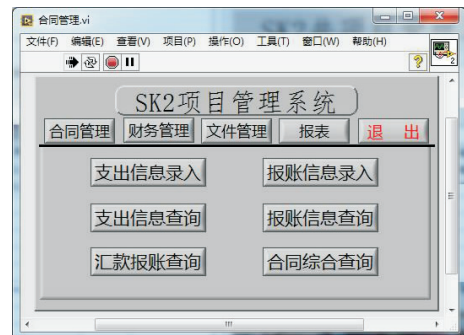 合同管理.vi
文件(F) 编辑(E) 查看(V) 项目(P) 操作(O) 工具(T) 窗口(W) 帮助(H)
SK2项目管理系统
合同管理 财务管理 文件管理 报表 退 出
支出信息录入 报账信息录入
支出信息查询 报账信息查询
汇款报账查询 合同综合查询